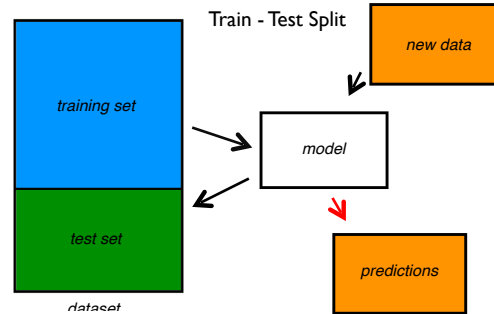 Train - Test Split
new data
training set
model
test set
predictions
dataset